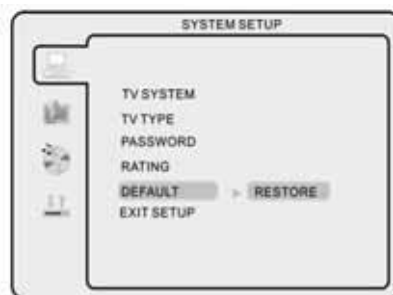 SYSTEM SETUP
TV SYSTEM
TV TYPE
PASSWORD
RATING
DEFAULT RESTORE
EXIT SETUP